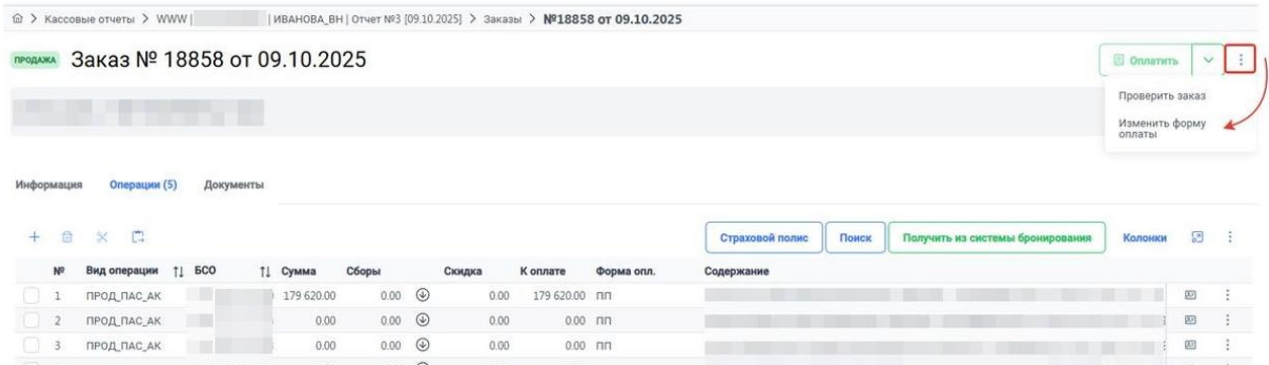 Кассовые отчеты > WWW | | ИВАНОВА_ВН | Отчет №3 [09.10.2025] > Заказы > №18858 от 09.10.2025
ПРОДАЖА Заказ № 18858 от 09.10.2025
Оплатить
Проверить заказ
Изменить форму
оплаты
Информация Операции (5) Документы
Страховой полис Поиск Получить из системы бронирования Колонки
№ Вид операции БСО Сумма Сборы Скидка К оплате Форма опл. Содержание
1 ПРОД_ПАС_АК 179 620.00 0.00 0.00 179 620.00 ПП
2 ПРОД_ПАС_АК 0.00 0.00 0.00 0.00 ПП
3 ПРОД_ПАС_АК 0.00 0.00 0.00 0.00 ПП